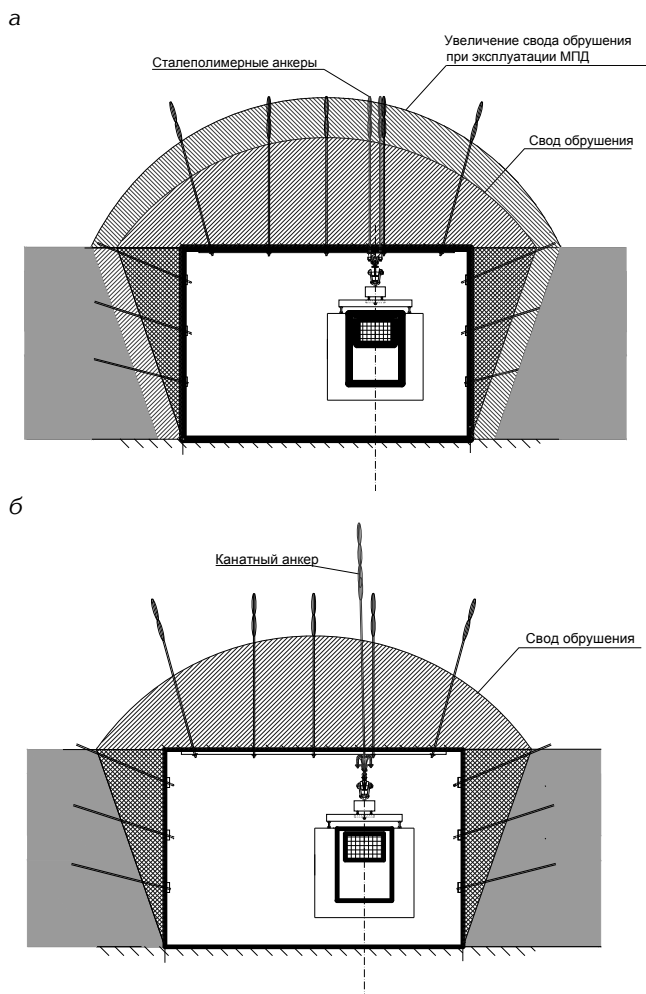 а
Увеличение свода обрушения
при эксплуатации МПД
Сталеполимерные анкеры
Свод обрушения
б
Канатный анкер
Свод обрушения